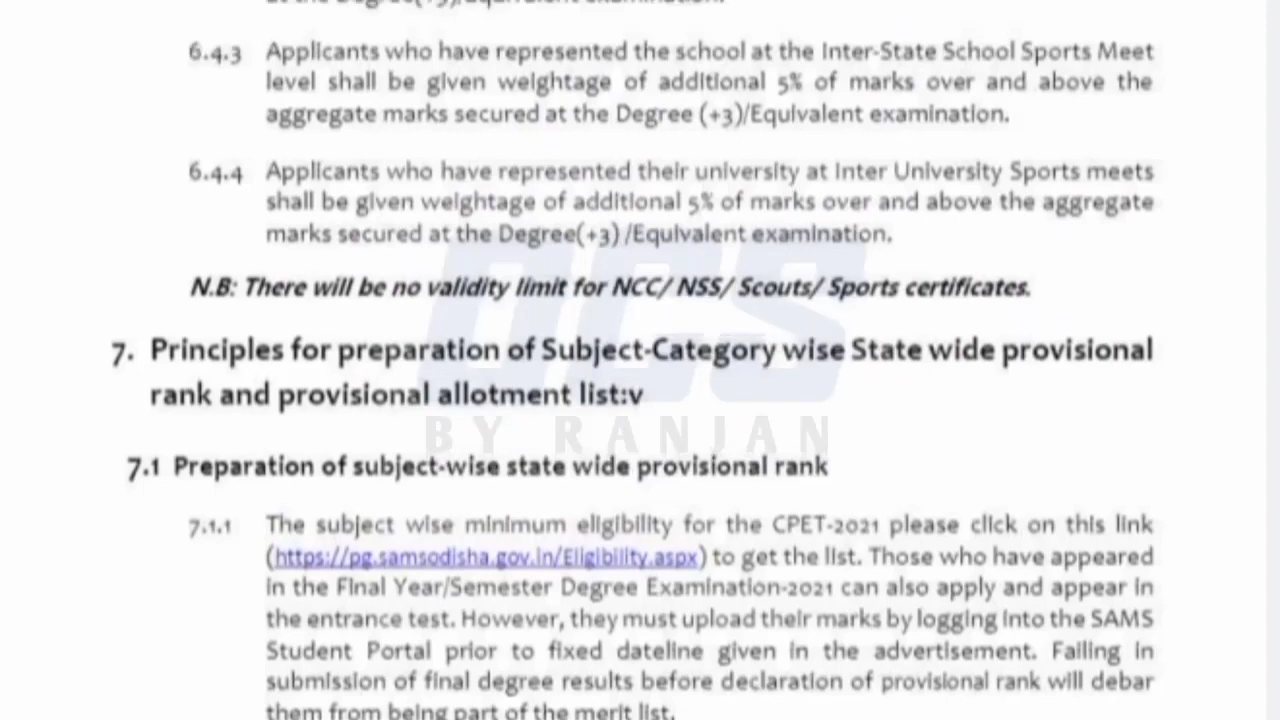 at the Degree(+3)/Equivalent examination.
6.4.3 Applicants who have represented the school at the Inter-State School Sports Meet
level shall be given weightage of additional 5% of marks over and above the
aggregate marks secured at the Degree (+3)/Equivalent examination.
6.4.4 Applicants who have represented their university at Inter University Sports meets
shall be given weightage of additional 5% of marks over and above the aggregate
marks secured at the Degree(+3) /Equivalent examination.
N.B: There will be no validity limit for NCC/ NSS/ Scouts/ Sports certificates.
OCS
7. Principles for preparation of Subject-Category wise State wide provisional
rank and provisional allotment list:v
BY RANJAN
7.1 Preparation of subject-wise state wide provisional rank
7.1.1 The subject wise minimum eligibility for the CPET-2021 please click on this link
(https://pg.samsodisha.gov.in/Eligibility.aspx) to get the list. Those who have appeared
in the Final Year/Semester Degree Examination-2021 can also apply and appear in
the entrance test. However, they must upload their marks by logging into the SAMS
Student Portal prior to fixed dateline given in the advertisement. Failing in
submission of final degree results before declaration of provisional rank will debar
them from being part of the merit list.